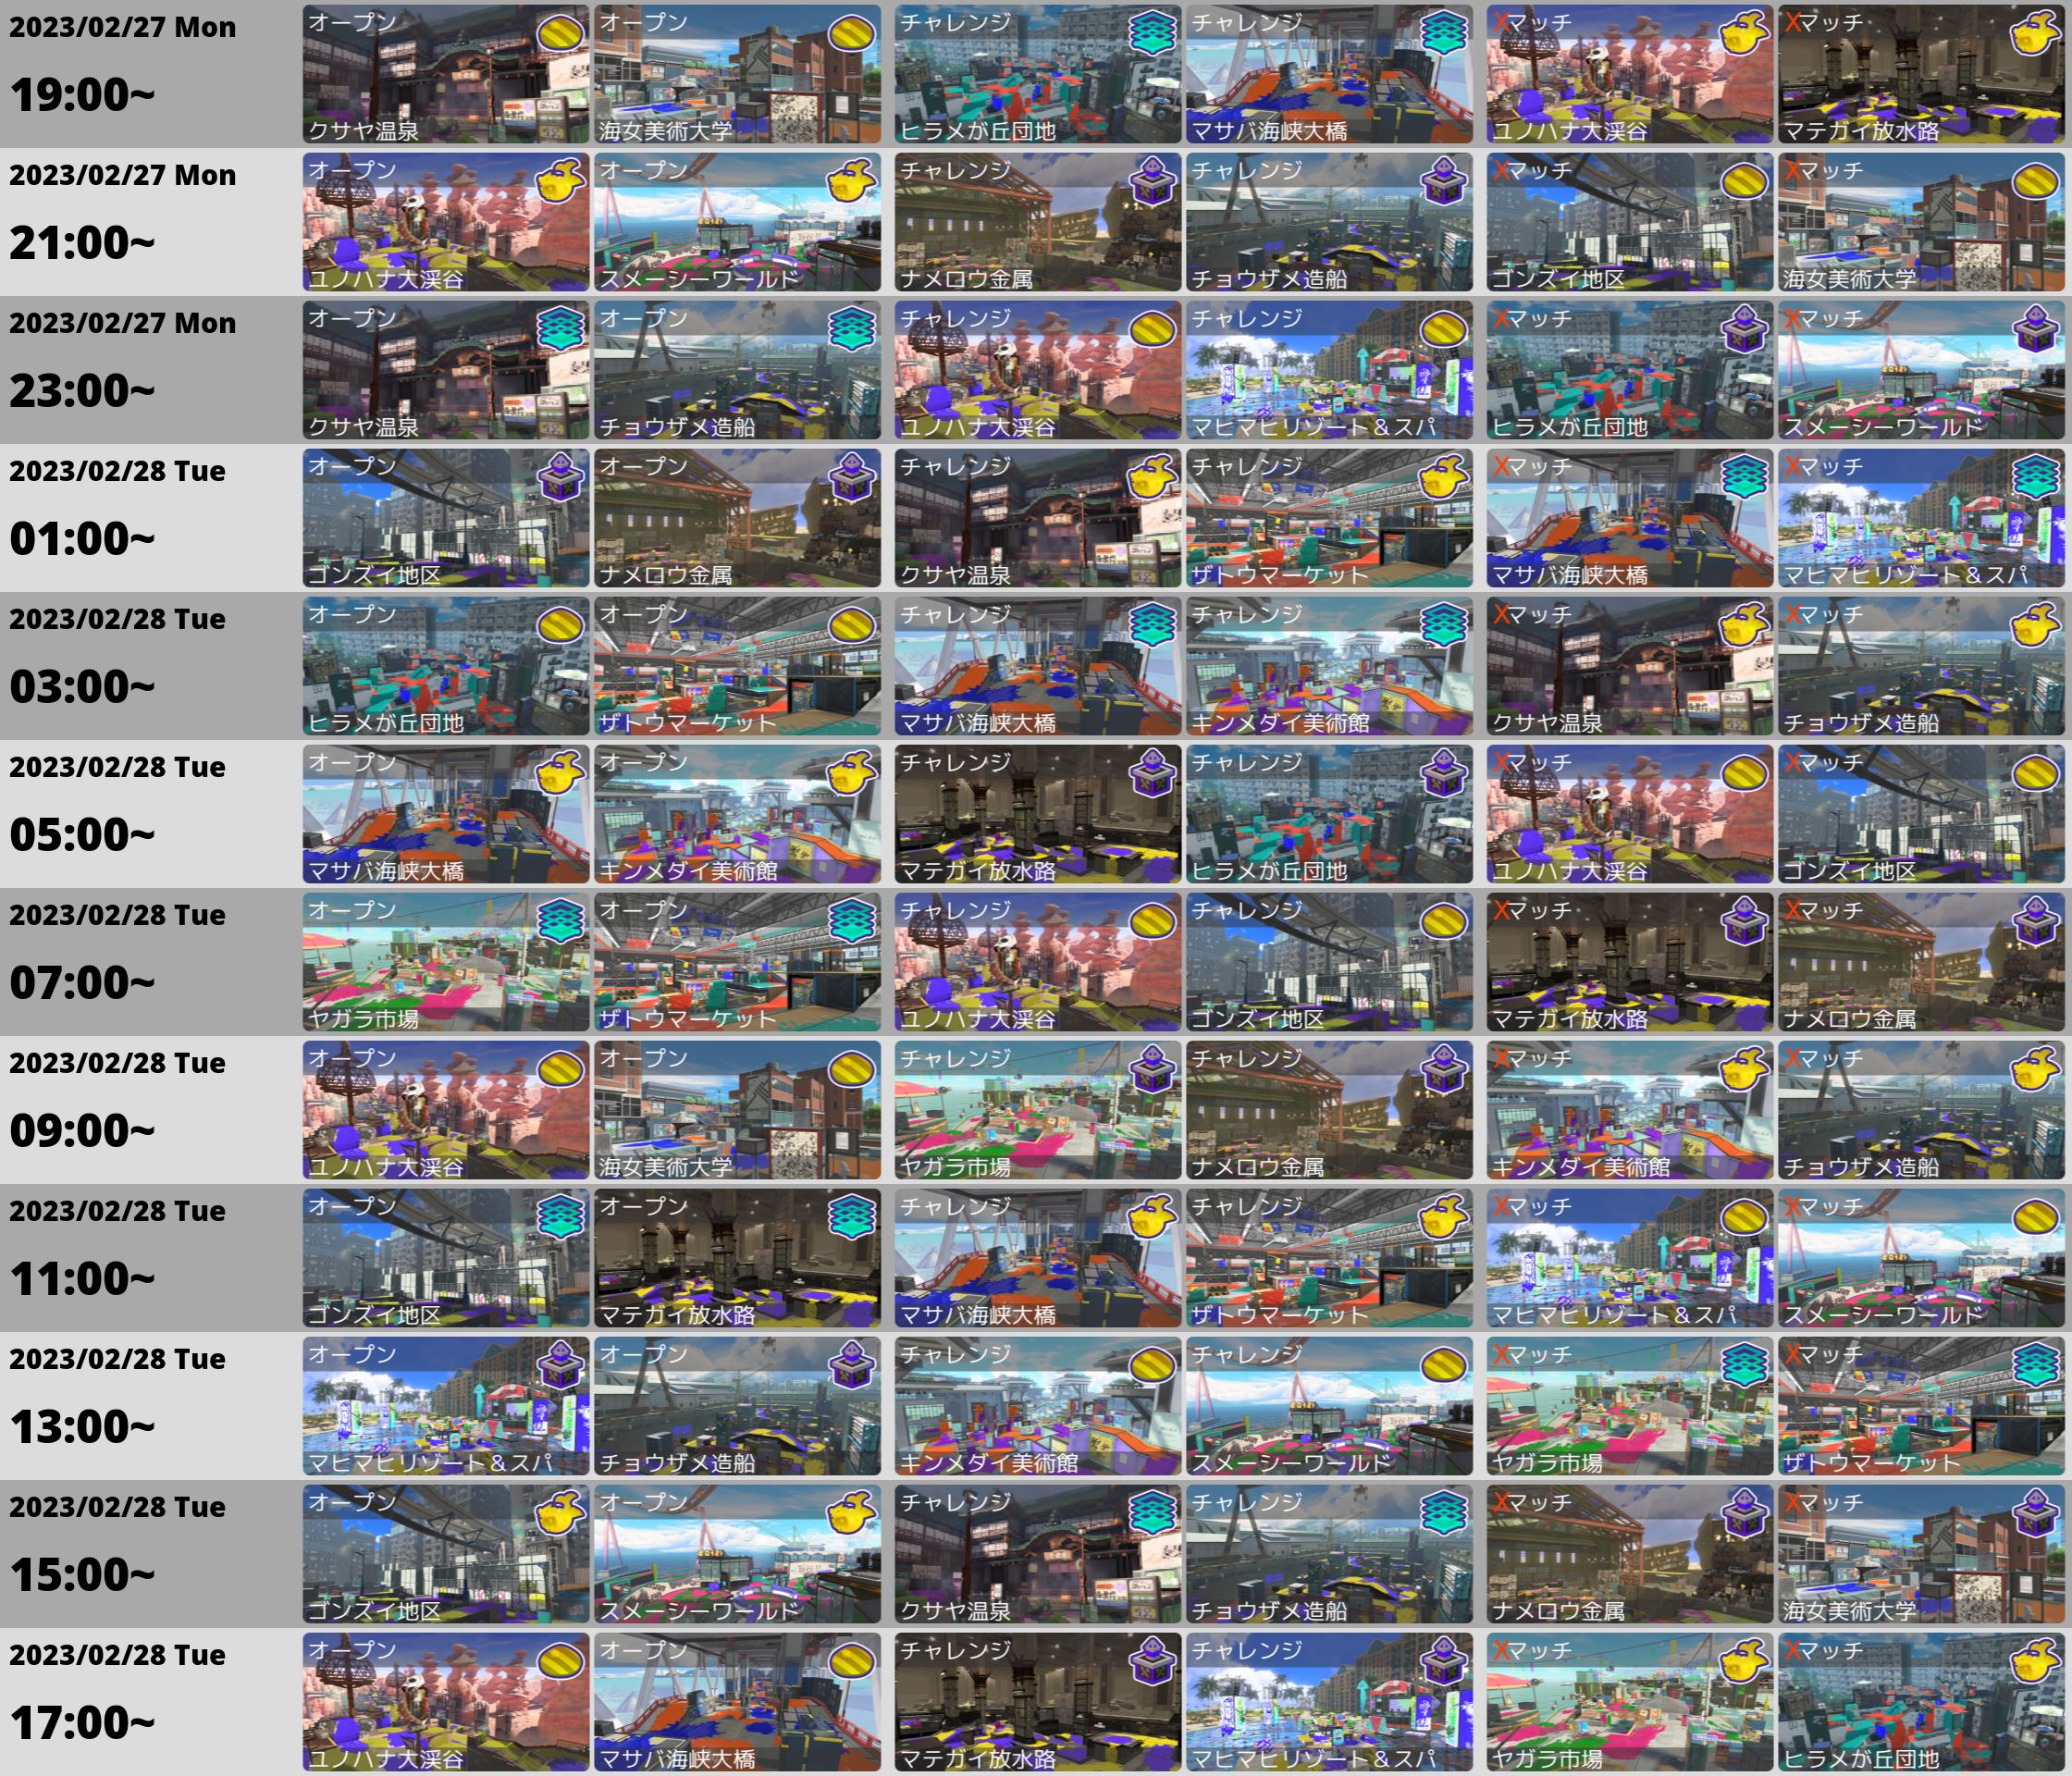 2023/02/27 Mon
19:00~
オープン オープン チャレンジ チャレンジ Xマッチ Xマッチ
クサヤ温泉 海女美術大学 ヒラメが丘団地 マサバ海峡大橋 ユノハナ大渓谷 マテガイ放水路
2023/02/27 Mon
21:00~
オープン オープン チャレンジ チャレンジ Xマッチ Xマッチ
ユノハナ大渓谷 スメーシーワールド ナメロウ金属 チョウザメ造船 ゴンズイ地区 海女美術大学
2023/02/27 Mon
23:00~
オープン オープン チャレンジ チャレンジ Xマッチ Xマッチ
クサヤ温泉 チョウザメ造船 ユノハナ大渓谷 マヒマヒリゾート&スパ ヒラメが丘団地 スメーシーワールド
2023/02/28 Tue
01:00~
オープン オープン チャレンジ チャレンジ Xマッチ Xマッチ
ゴンズイ地区 ナメロウ金属 クサヤ温泉 ザトウマーケット マサバ海峡大橋 マヒマヒリゾート&スパ
2023/02/28 Tue
03:00~
オープン オープン チャレンジ チャレンジ Xマッチ Xマッチ
ヒラメが丘団地 ザトウマーケット マサバ海峡大橋 キンメダイ美術館 クサヤ温泉 チョウザメ造船
2023/02/28 Tue
05:00~
オープン オープン チャレンジ チャレンジ Xマッチ Xマッチ
マサバ海峡大橋 キンメダイ美術館 マテガイ放水路 ヒラメが丘団地 ユノハナ大渓谷 ゴンズイ地区
2023/02/28 Tue
07:00~
オープン オープン チャレンジ チャレンジ Xマッチ Xマッチ
ヤガラ市場 ザトウマーケット ユノハナ大渓谷 ゴンズイ地区 マテガイ放水路 ナメロウ金属
2023/02/28 Tue
09:00~
オープン オープン チャレンジ チャレンジ Xマッチ Xマッチ
ユノハナ大渓谷 海女美術大学 ヤガラ市場 ナメロウ金属 キンメダイ美術館 チョウザメ造船
2023/02/28 Tue
11:00~
オープン オープン チャレンジ チャレンジ Xマッチ Xマッチ
ゴンズイ地区 マテガイ放水路 マサバ海峡大橋 ザトウマーケット マヒマヒリゾート&スパ スメーシーワールド
2023/02/28 Tue
13:00~
オープン オープン チャレンジ チャレンジ Xマッチ Xマッチ
マヒマヒリゾート&スパ チョウザメ造船 キンメダイ美術館 スメーシーワールド ヤガラ市場 ザトウマーケット
2023/02/28 Tue
15:00~
オープン オープン チャレンジ チャレンジ Xマッチ Xマッチ
ゴンズイ地区 スメーシーワールド クサヤ温泉 チョウザメ造船 ナメロウ金属 海女美術大学
2023/02/28 Tue
17:00~
オープン オープン チャレンジ チャレンジ Xマッチ Xマッチ
ユノハナ大渓谷 マサバ海峡大橋 マテガイ放水路 マヒマヒリゾート&スパ ヤガラ市場 ヒラメが丘団地